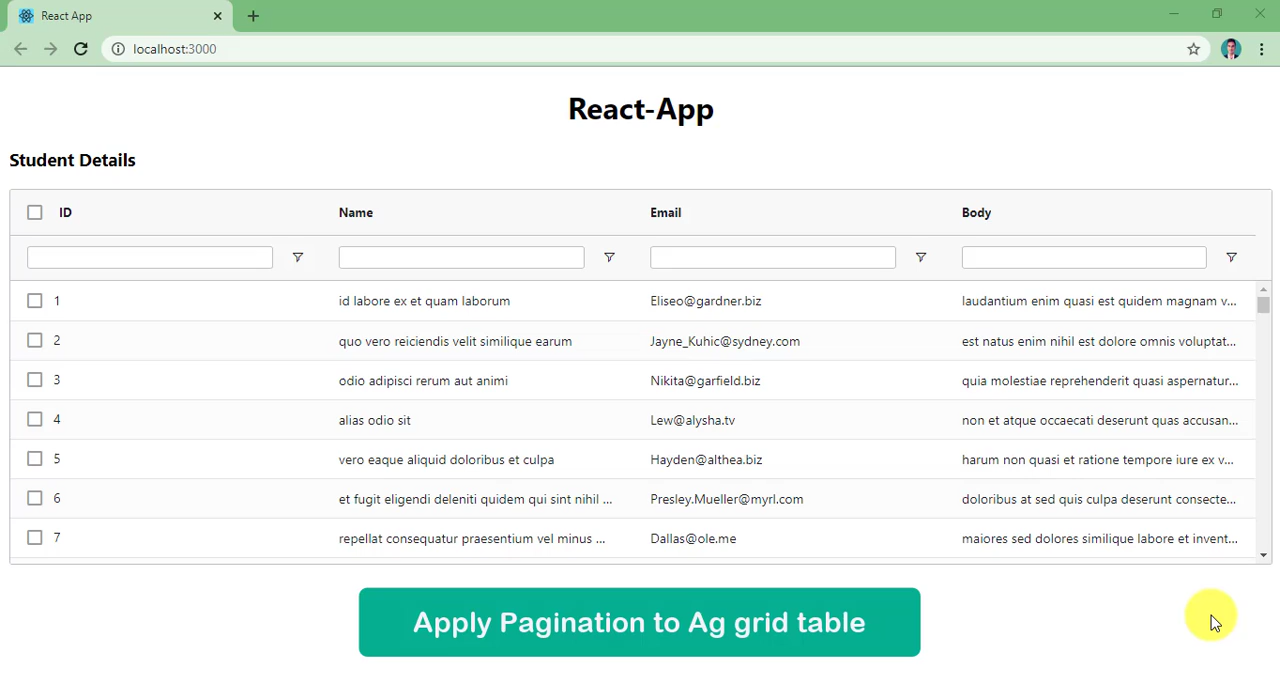 React App
localhost:3000
React-App
Student Details
ID Name Email Body
1 id labore ex et quam laborum Eliseo@gardner.biz laudantium enim quasi est quidem magnam v...
2 quo vero reiciendis velit similique earum Jayne_Kuhic@sydney.com est natus enim nihil est dolore omnis voluptat...
3 odio adipisci rerum aut animi Nikita@garfield.biz quia molestiae reprehenderit quasi aspernatur...
4 alias odio sit Lew@alysha.tv non et atque occaecati deserunt quas accusan...
5 vero eaque aliquid doloribus et culpa Hayden@althea.biz harum non quasi et ratione tempore iure ex v...
6 et fugit eligendi deleniti quidem qui sint nihil ... Presley.Mueller@myrl.com doloribus at sed quis culpa deserunt consecte...
7 repellat consequatur praesentium vel minus ... Dallas@ole.me maiores sed dolores similique labore et invent...
Apply Pagination to Ag grid table